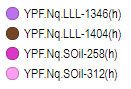 YPF.Nq.LLL-1346(h)
YPF.Nq.LLL-1404(h)
YPF.Nq.SOil-258(h)
YPF.Nq.SOil-312(h)